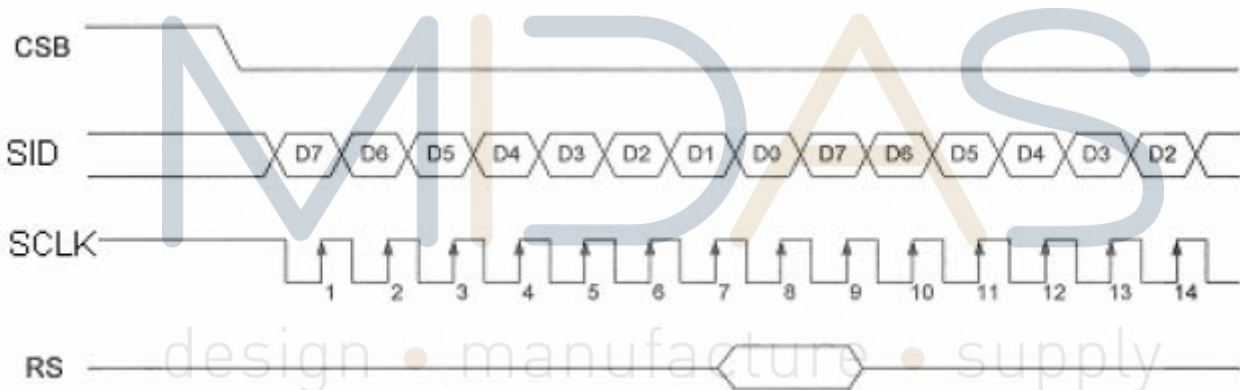 CSB
MIDAS
SID D7 D6 D5 D4 D3 D2 D1 D0 D7 D6 D5 D4 D3 D2
SCLK
1 2 3 4 5 6 7 8 9 10 11 12 13 14
design • manufacture • supply
RS